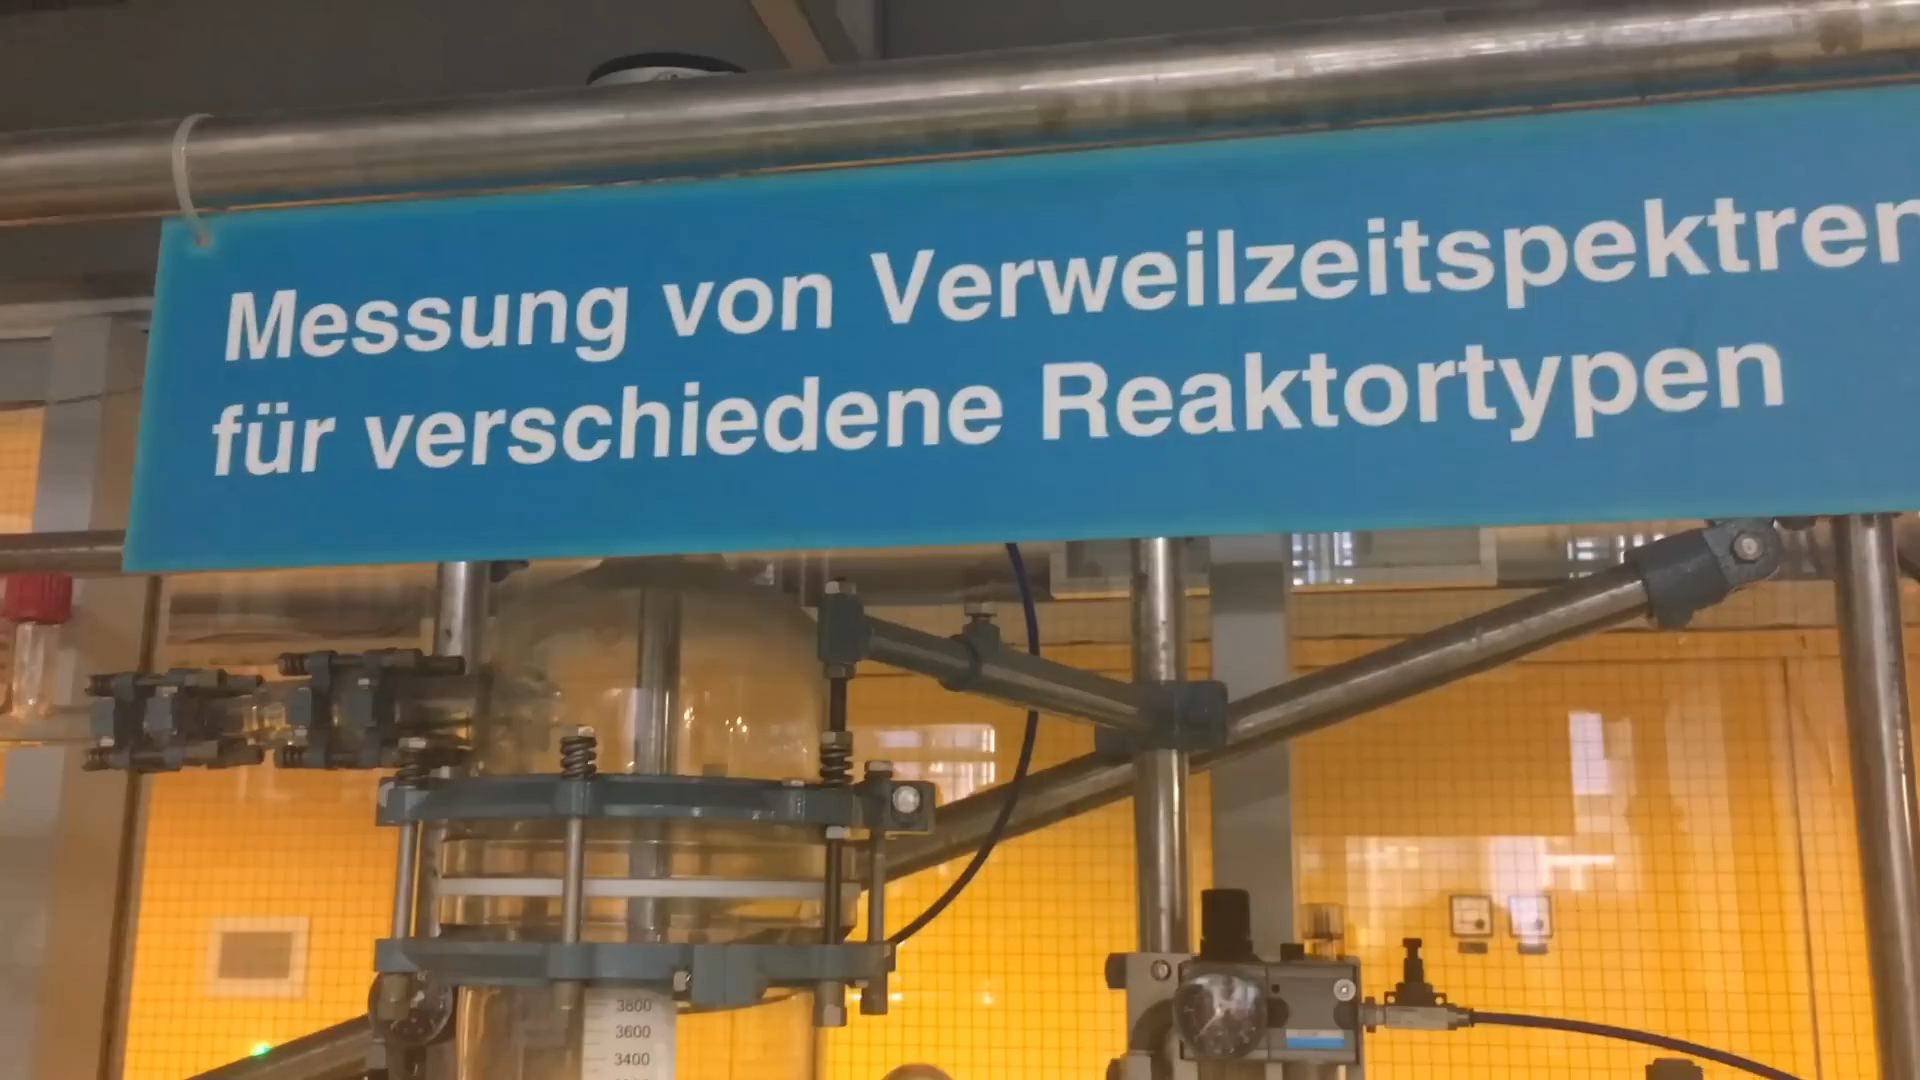 Messung von Verweilzeitspektren
für verschiedene Reaktortypen
3800
3600
3400